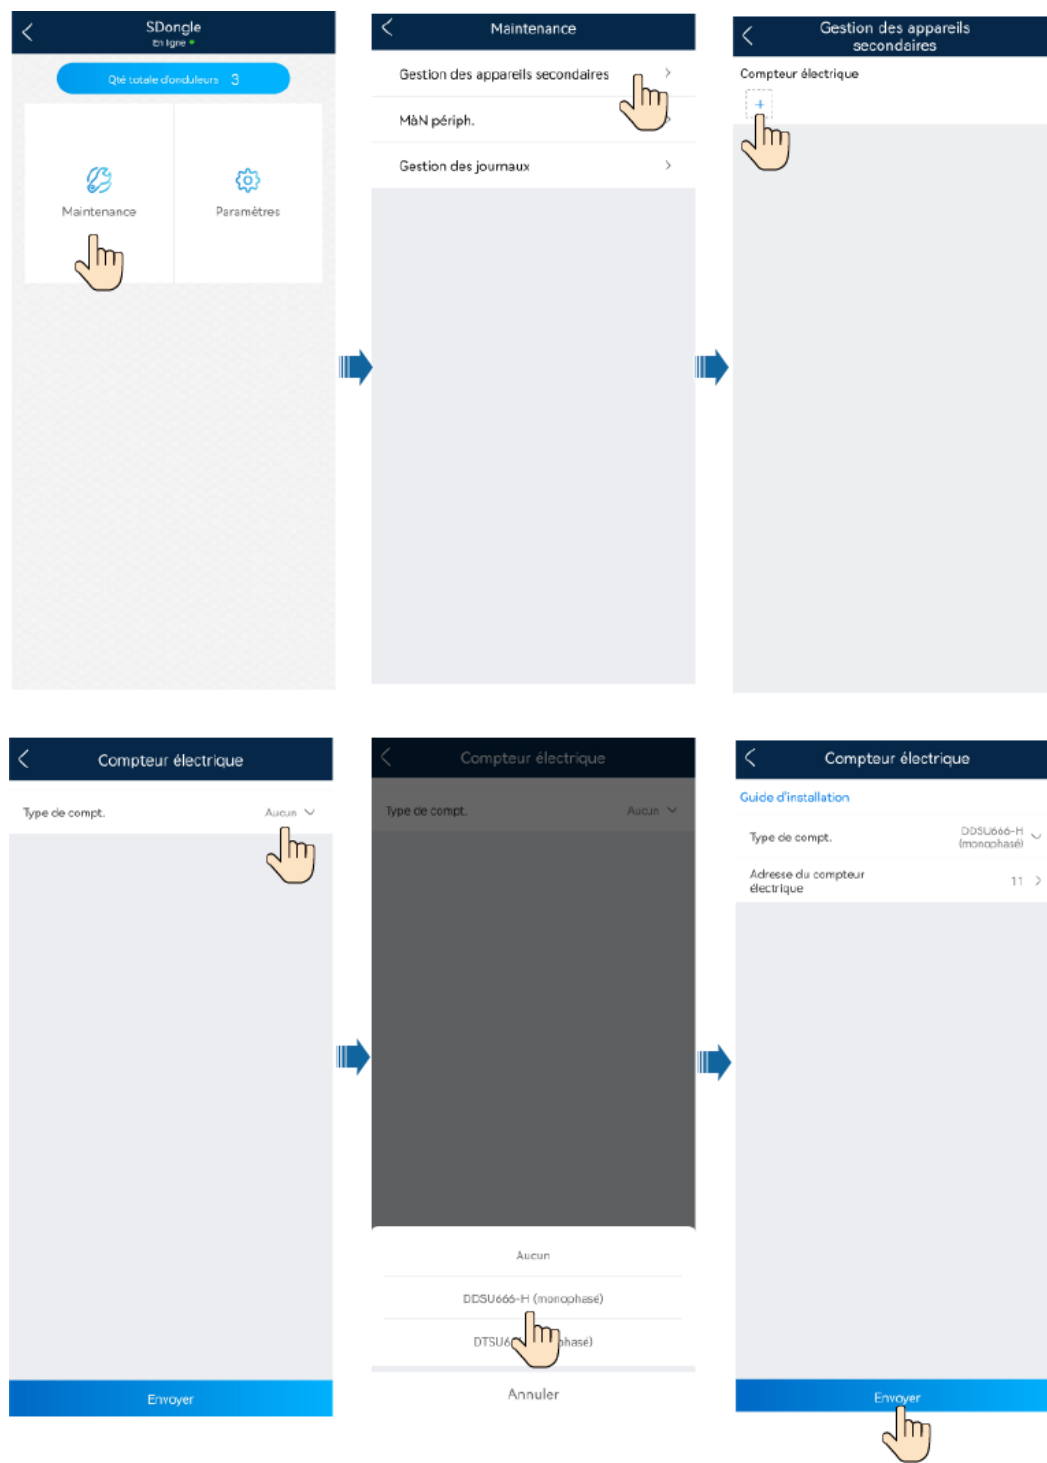 SDongle
En ligne
Qté totale d'onduleurs 3
Maintenance
Paramètres
Maintenance
Gestion des appareils secondaires
MàN périph.
Gestion des journaux
Gestion des appareils
secondaires
Compteur électrique
+
Compteur électrique
Type de compt.
Aucun
Envoyer
Compteur électrique
Type de compt.
Aucun
Aucun
DDSU666-H (monophasé)
Annuler
Compteur électrique
Guide d'installation
Type de compt.
DDSU666-H
(monophasé)
Adresse du compteur
électrique
11
Envoyer